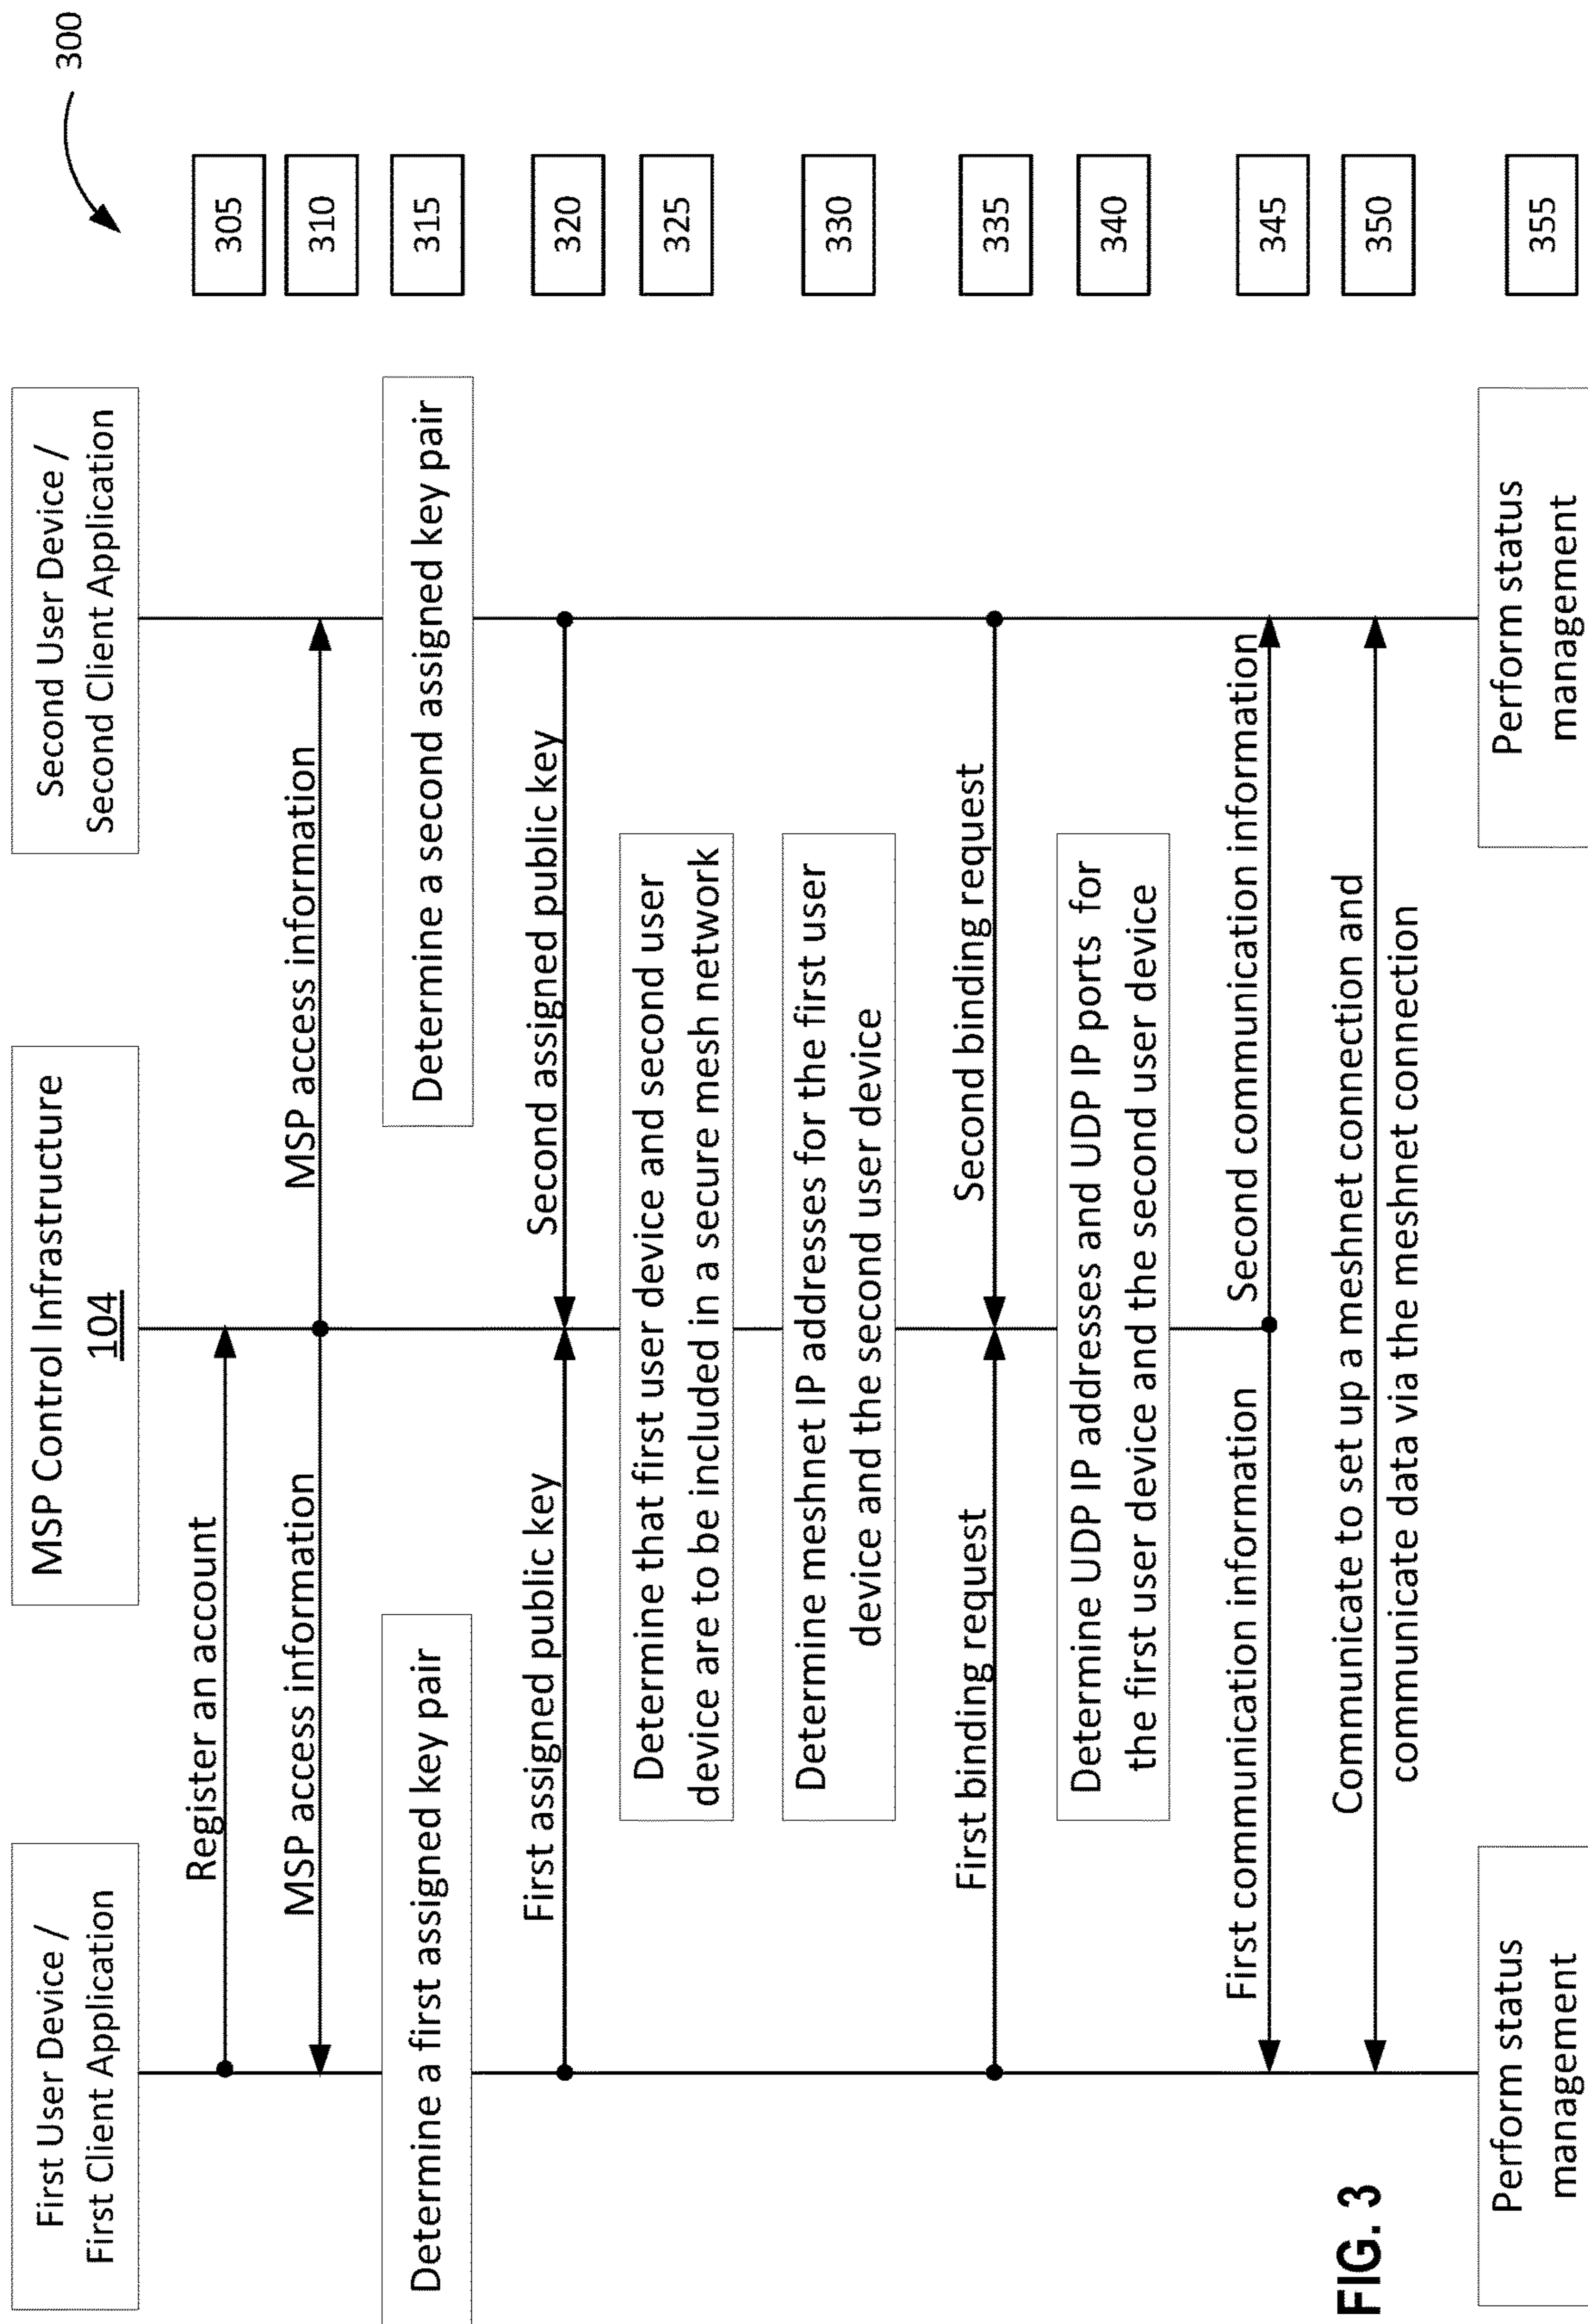 300
First User Device /
First Client Application
MSP Control Infrastructure
104
Second User Device /
Second Client Application
Register an account
305
MSP access information
MSP access information
310
Determine a first assigned key pair
Determine a second assigned key pair
315
First assigned public key
Second assigned public key
320
Determine that first user device and second user
device are to be included in a secure mesh network
325
Determine meshnet IP addresses for the first user
device and the second user device
330
First binding request
Second binding request
335
Determine UDP IP addresses and UDP IP ports for
the first user device and the second user device
340
First communication information
Second communication information
345
Communicate to set up a meshnet connection and
communicate data via the meshnet connection
350
Perform status
management
Perform status
management
355
FIG. 3